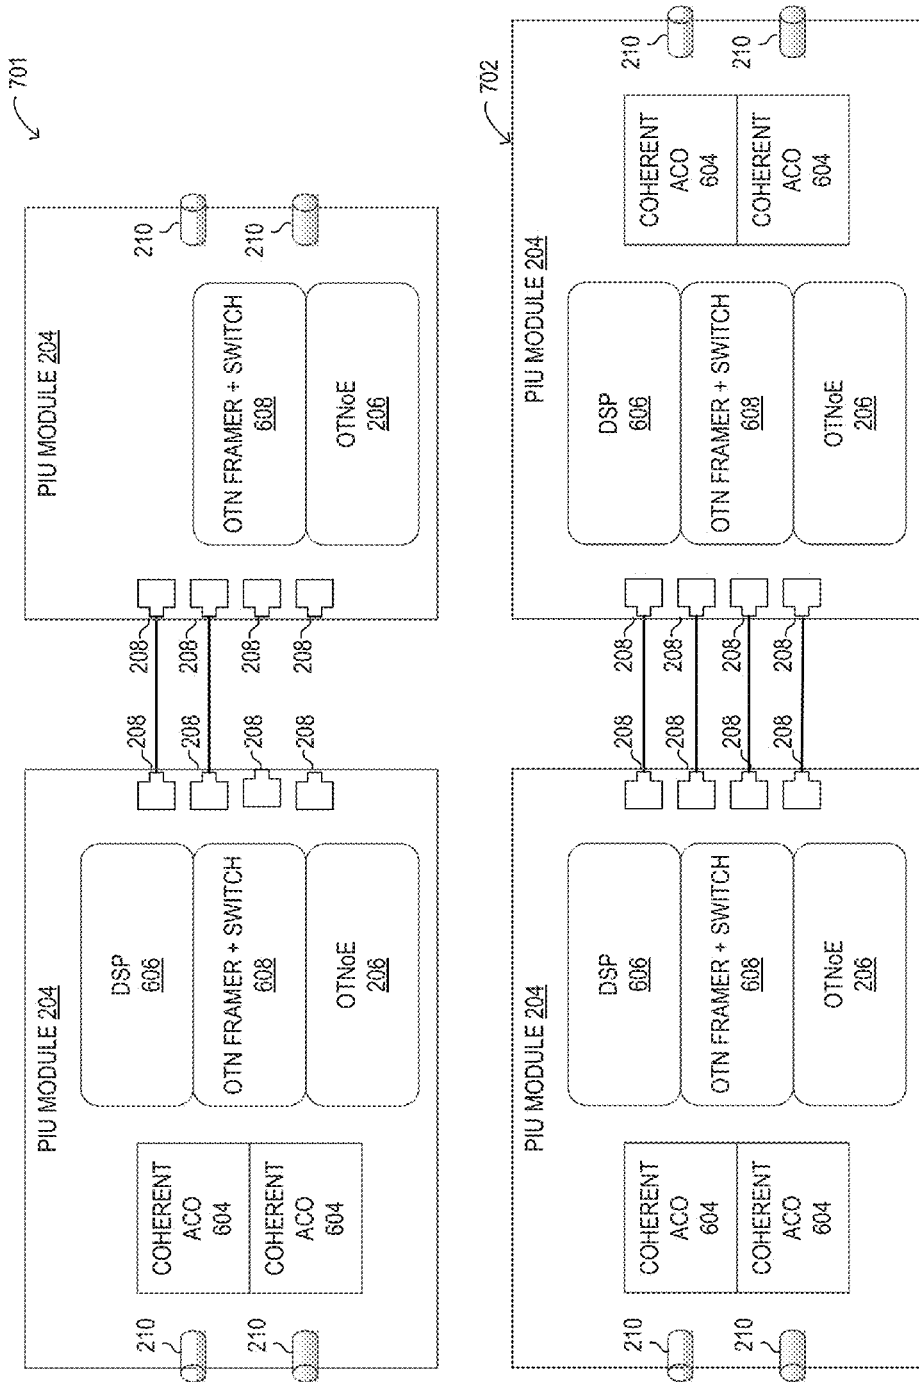 701
PIU MODULE 204
210
210
COHERENT
ACO
604
COHERENT
ACO
604
DSP
606
OTN FRAMER + SWITCH
608
OTNoE
206
208
208
208
208
208
208
208
208
PIU MODULE 204
OTN FRAMER + SWITCH
608
OTNoE
206
210
210
702
PIU MODULE 204
210
210
COHERENT
ACO
604
COHERENT
ACO
604
DSP
606
OTN FRAMER + SWITCH
608
OTNoE
206
208
208
208
208
208
208
208
208
PIU MODULE 204
DSP
606
OTN FRAMER + SWITCH
608
OTNoE
206
COHERENT
ACO
604
COHERENT
ACO
604
210
210